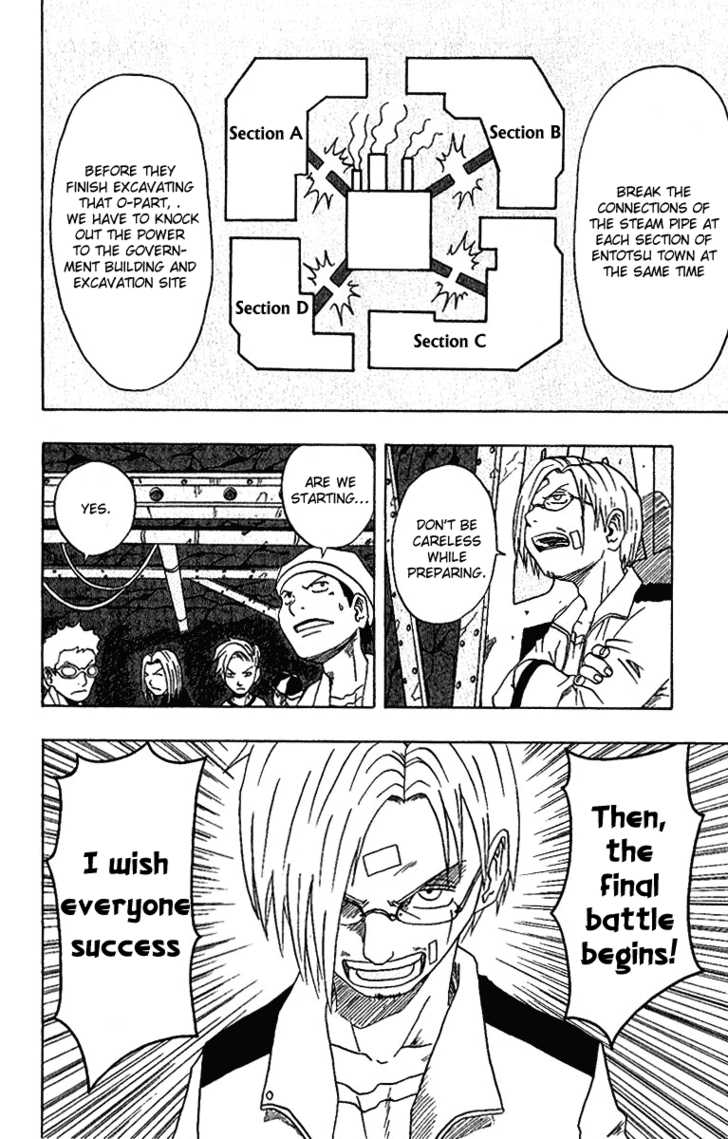 BREAK THE
CONNECTIONS OF
THE STEAM PIPE AT
EACH SECTION OF
ENTOTSU TOWN AT
THE SAME TIME
Section A
Section B
Section D
Section C
BEFORE THEY
FINISH EXCAVATING
THAT O-PART, .
WE HAVE TO KNOCK
OUT THE POWER
TO THE GOVERN-
MENT BUILDING AND
EXCAVATION SITE
DON'T BE
CARELESS
WHILE
PREPARING.
ARE WE
STARTING...
YES.
Then,
the
final
battle
begins!
I wish
everyone
success